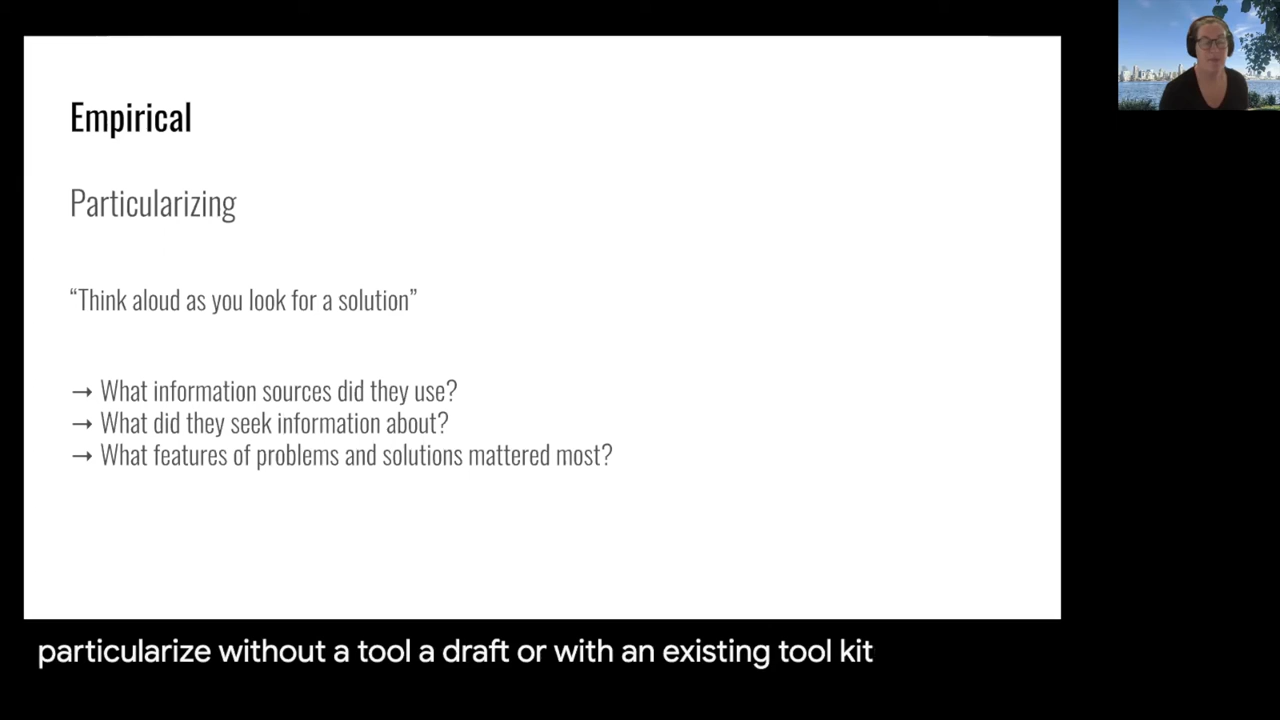 Empirical
Particularizing
“Think aloud as you look for a solution”
→ What information sources did they use?
→ What did they seek information about?
→ What features of problems and solutions mattered most?
particularize without a tool a draft or with an existing tool kit